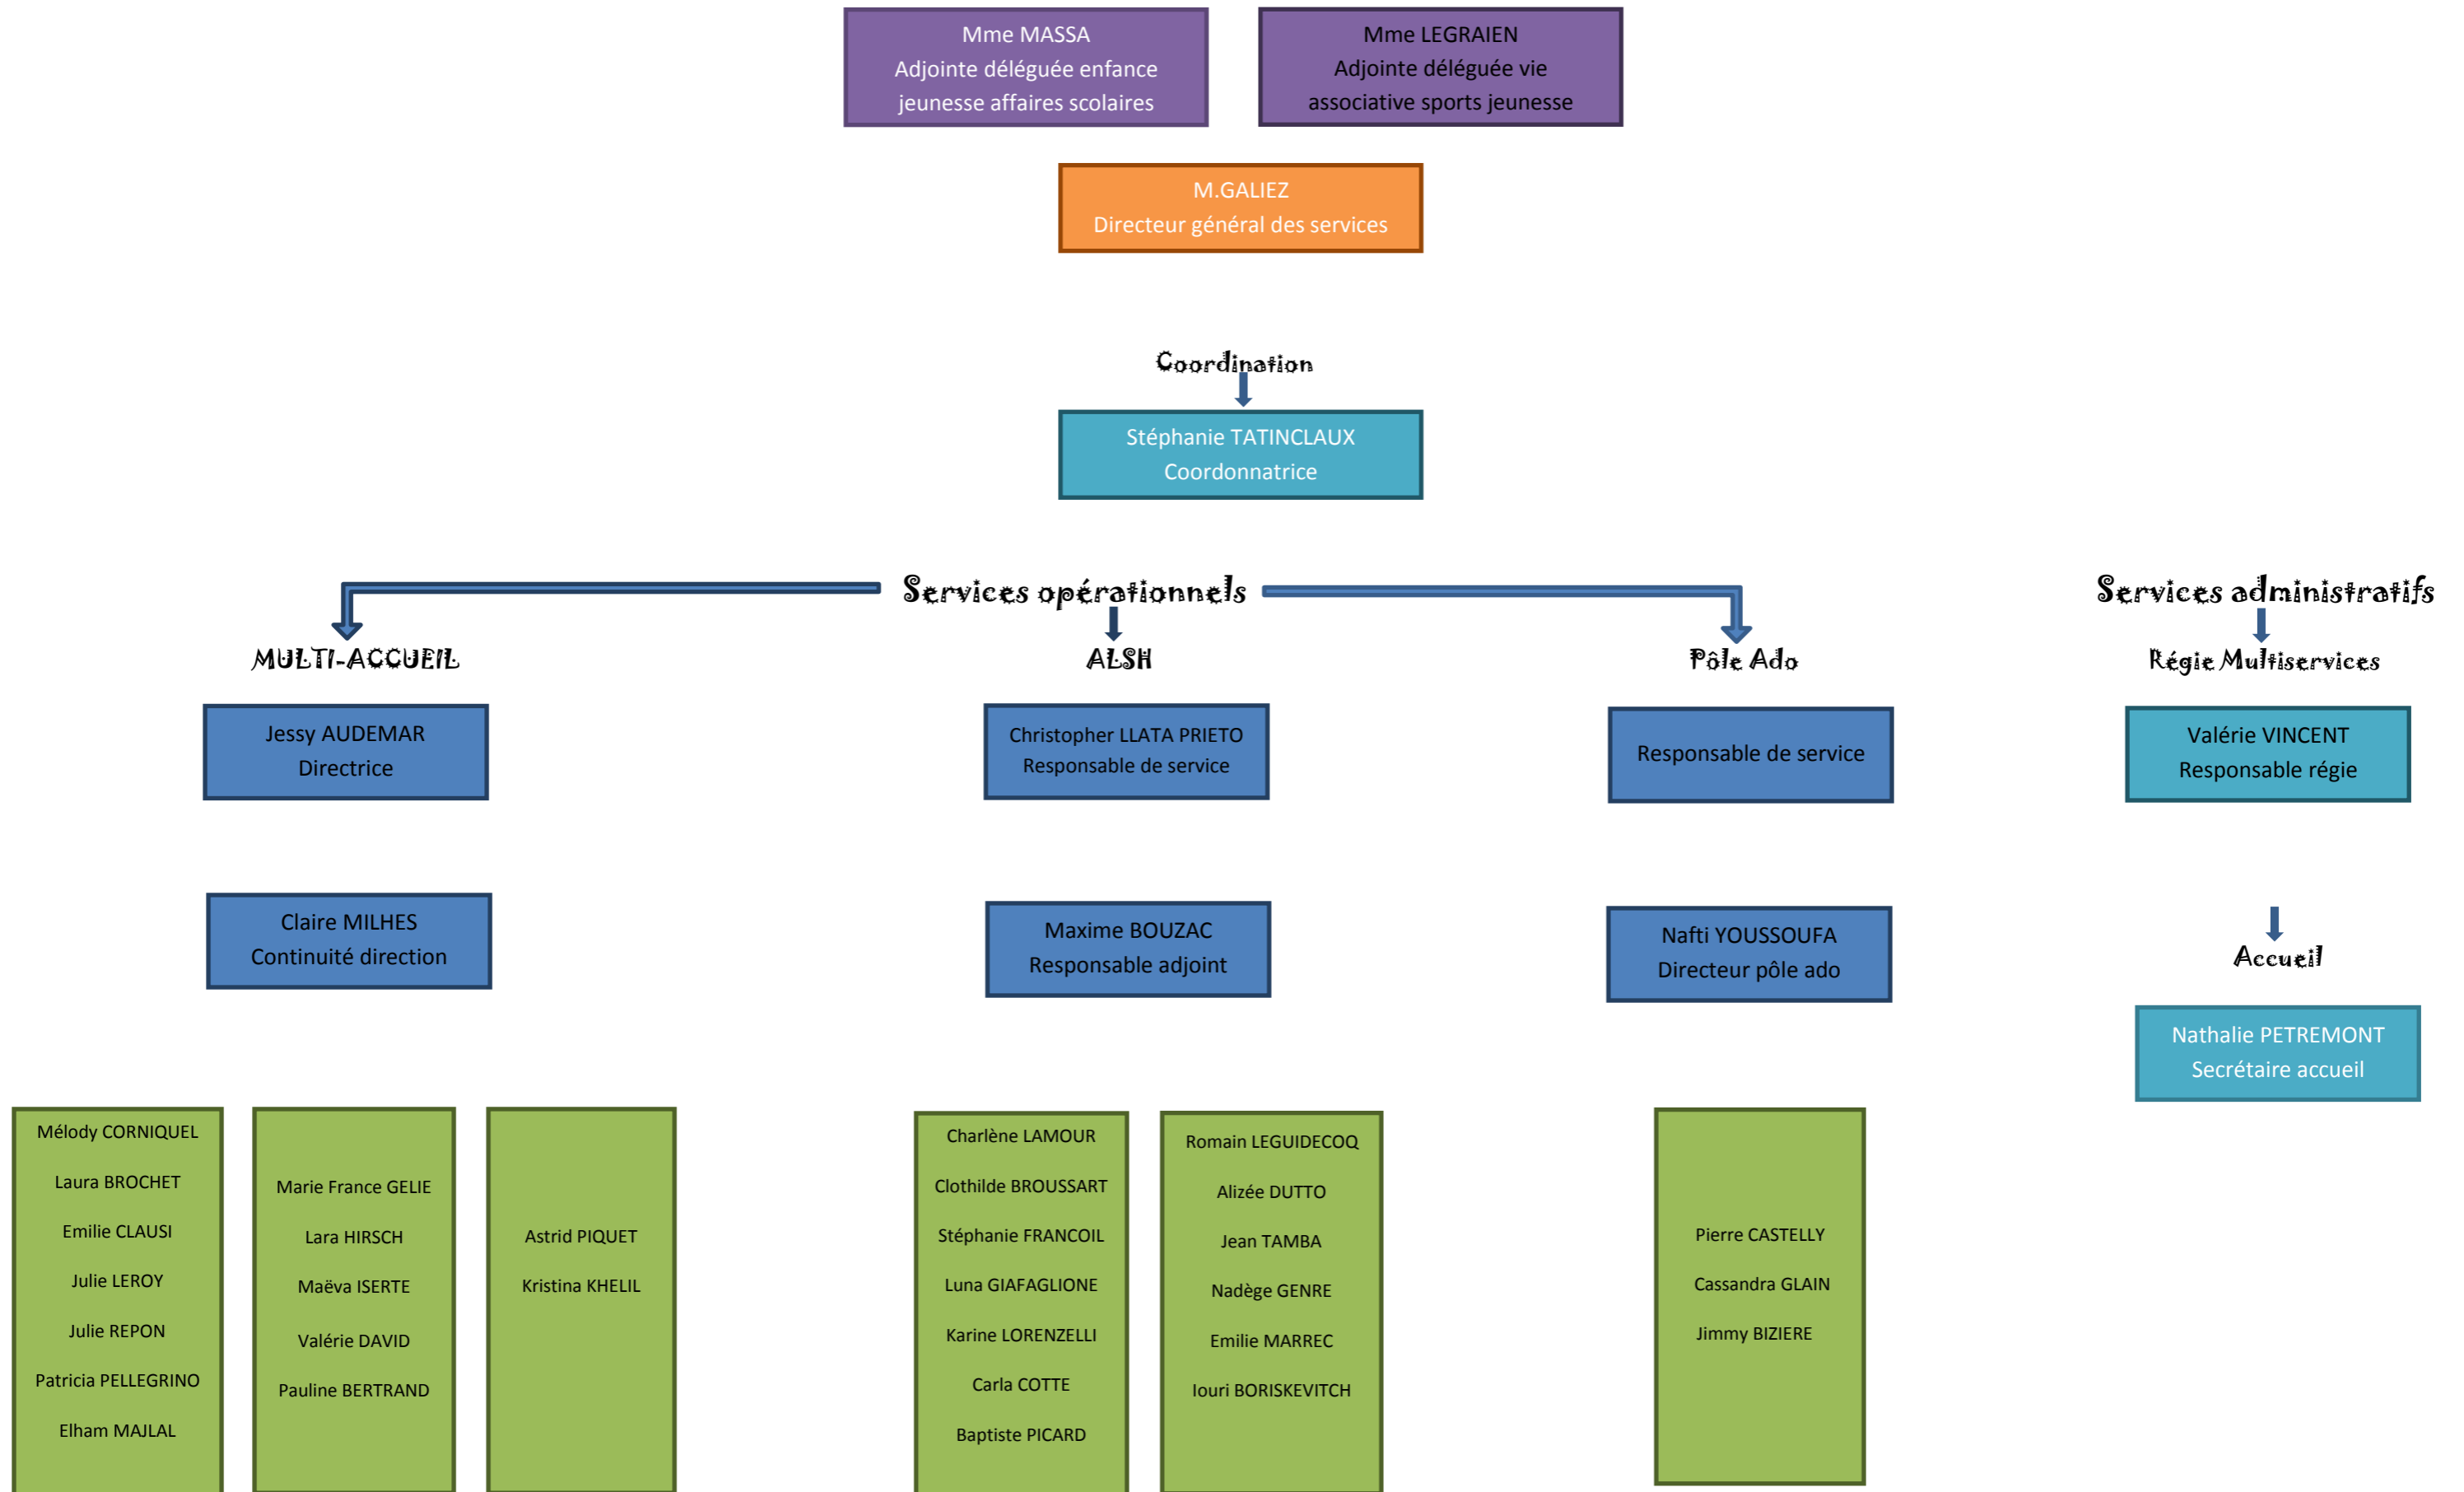 Mme MASSA
Adjointe déléguée enfance
jeunesse affaires scolaires
Mme LEGRAIEN
Adjointe déléguée vie
associative sports jeunesse
M.GALIEZ
Directeur général des services
Coordination
Stéphanie TATINCLAUX
Coordonnatrice
Services opérationnels
Services administratifs
MULTI-ACCUEIL
ALSH
Pôle Ado
Régie Multiservices
Jessy AUDEMAR
Directrice
Christopher LLATA PRIETO
Responsable de service
Responsable de service
Valérie VINCENT
Responsable régie
Claire MILHES
Continuité direction
Maxime BOUZAC
Responsable adjoint
Nafti YOUSSOUFA
Directeur pôle ado
Accueil
Nathalie PETREMONT
Secrétaire accueil
Mélody CORNIQUEL
Laura BROCHET
Emilie CLAUSI
Julie LEROY
Julie REPON
Patricia PELLEGRINO
Elham MAJLAL
Marie France GELIE
Lara HIRSCH
Maëva ISERTE
Valérie DAVID
Pauline BERTRAND
Astrid PIQUET
Kristina KHELIL
Charlène LAMOUR
Clothilde BROUSSART
Stéphanie FRANCOIL
Luna GIAFAGLIONE
Karine LORENZELLI
Carla COTTE
Baptiste PICARD
Romain LEGUIDECOQ
Alizée DUTTO
Jean TAMBA
Nadège GENRE
Emilie MARREC
Iouri BORISKEVITCH
Pierre CASTELLY
Cassandra GLAIN
Jimmy BIZIERE